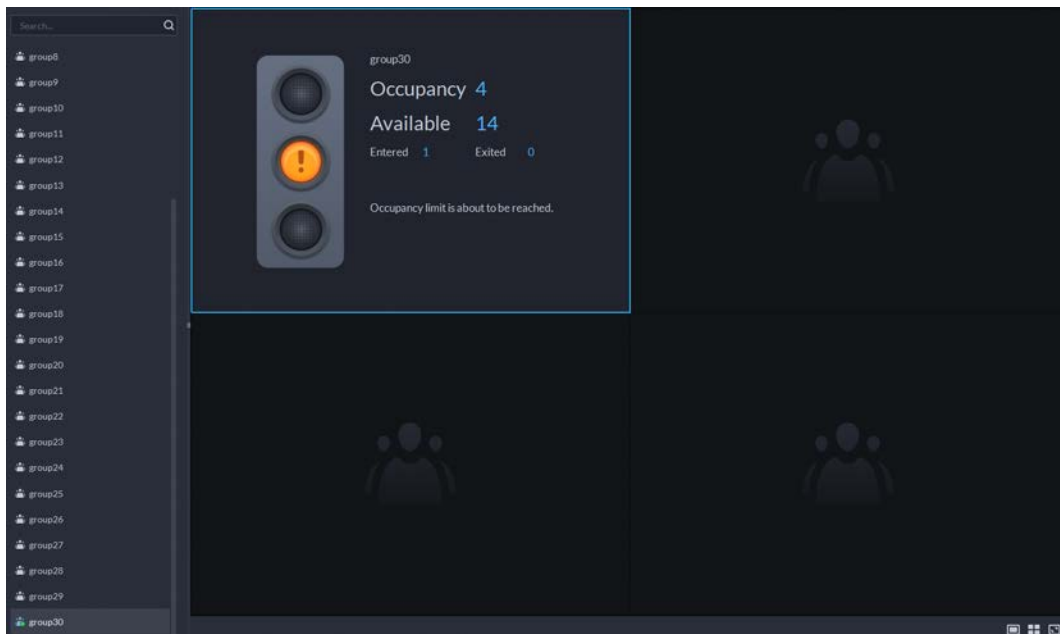 Search...
group8
group9
group10
group11
group12
group13
group14
group15
group16
group17
group18
group19
group20
group21
group22
group23
group24
group25
group26
group27
group28
group29
group30
group30
Occupancy 4
Available 14
Entered 1 Exited 0
!
Occupancy limit is about to be reached.